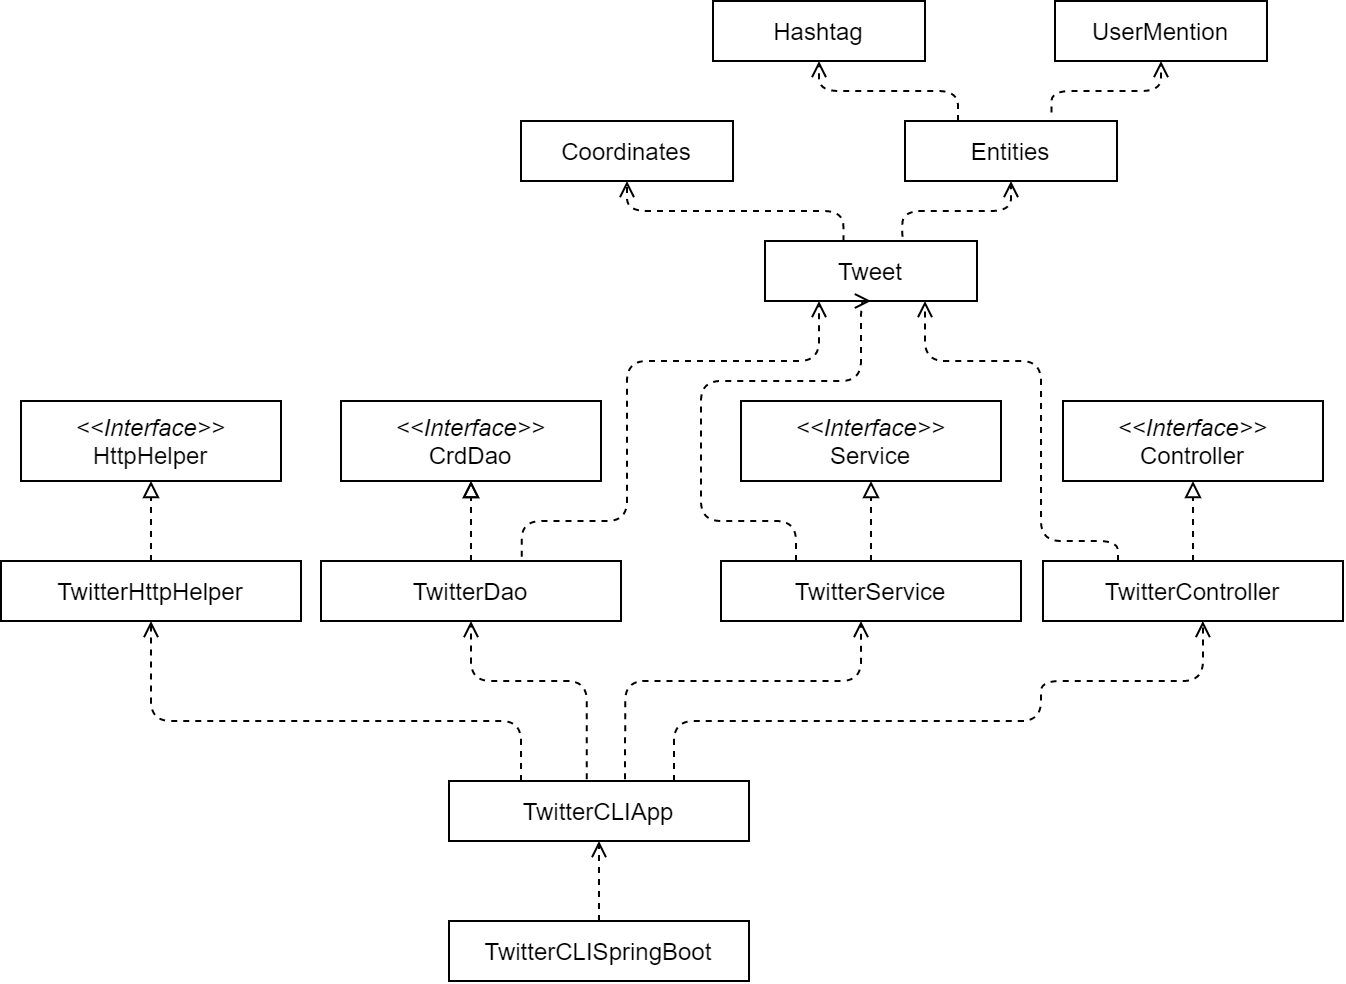 Hashtag
UserMention
Coordinates
Entities
Tweet
<<Interface>>
HttpHelper
<<Interface>>
CrdDao
<<Interface>>
Service
<<Interface>>
Controller
TwitterHttpHelper
TwitterDao
TwitterService
TwitterController
TwitterCLIApp
TwitterCLISpringBoot